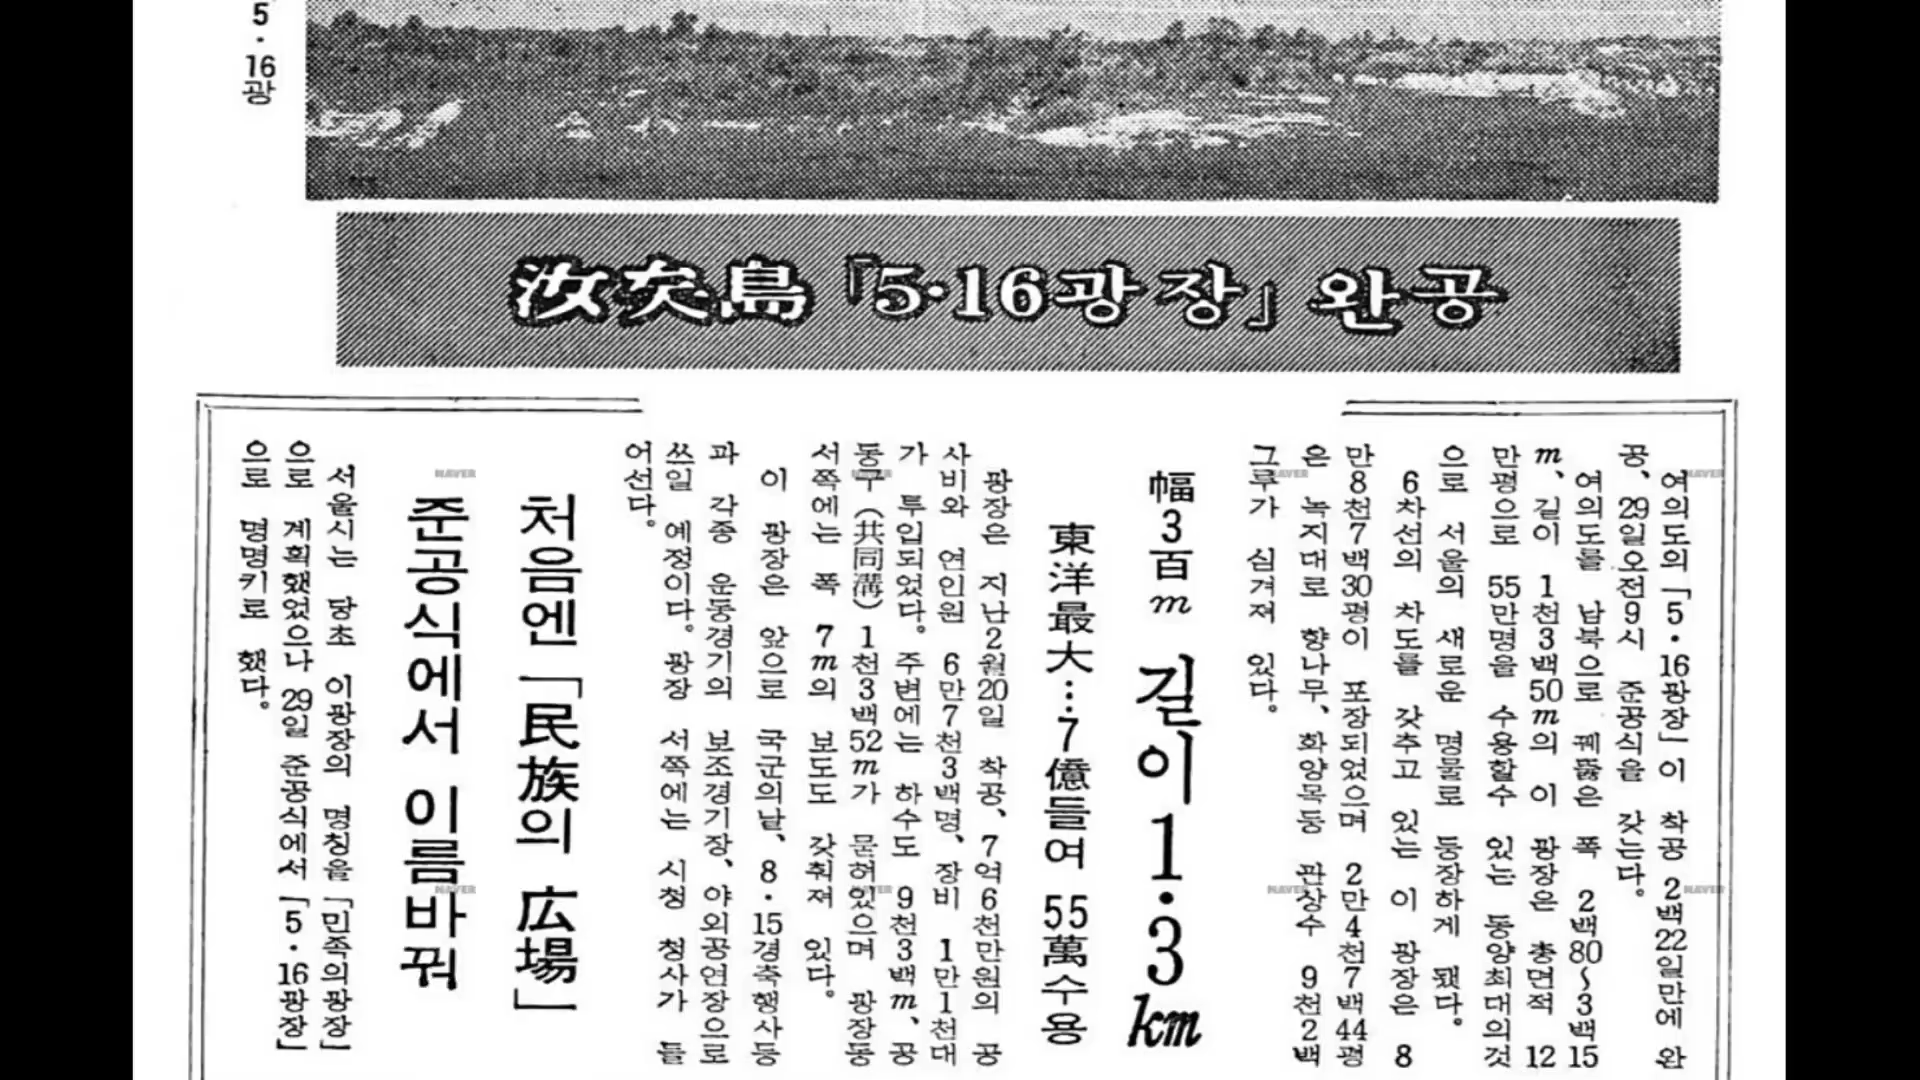 5·16광
汝矣島「5·16광장」완공
여의도의「5·16광장」이 착공 2백22일만에 완
공、29일오전9시 준공식을 갖는다。
여의도를 남북으로 꿰뚫은 폭 2백80~3백15
m、길이 1천3백50m의 이 광장은 총면적 12
만평으로 55만명을 수용할수 있는 동양최대의것
으로 서울의 새로운 명물로 등장하게 됐다。
6차선의 차도를 갖추고 있는 이 광장은 8
만8천7백30평이 포장되었으며 2만4천7백44평
은 녹지대로 향나무、화양목등 관상수 9천2백
그루가 심겨져 있다。
幅3百m 길이1·3km
東洋最大…7億들여 55萬수용
광장은 지난2월20일 착공、7억6천만원의 공
사비와 연인원 6만7천3백명、장비 1만1천대
가 투입되었다。주변에는 하수도 9천3백m、공
동구(共同溝)1천3백52m가 묻혀있으며 광장동
서쪽에는 폭 7m의 보도도 갖춰져 있다。
이 광장은 앞으로 국군의날、8·15경축행사등
과 각종 운동경기의 보조경기장、야외공연장으로
쓰일 예정이다。광장 서쪽에는 시청 청사가 들
어선다。
처음엔「民族의 広場」
준공식에서 이름바꿔
서울시는 당초 이광장의 명칭을「민족의광장」
으로 계획했었으나 29일 준공식에서「5·16광장」
으로 명명키로 했다。
NAVER
NAVER
NAVER
NAVER
NAVER
NAVER
NAVER
NAVER